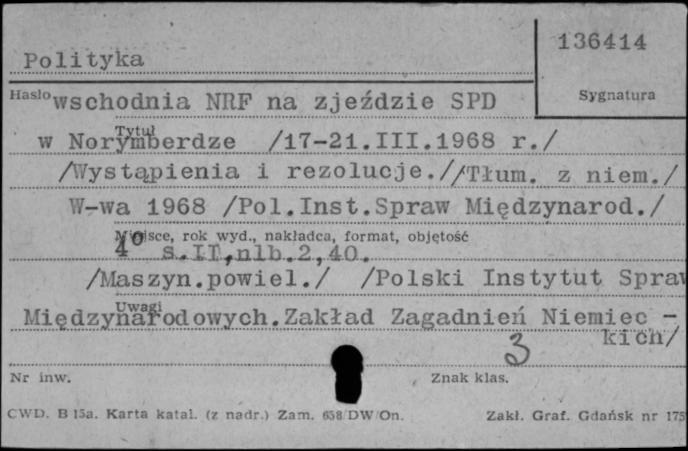 Polityka
136414
Hasło
Sygnatura
wschodnia NRF na zjeździe SPD
Tytuł
w Norymberdze /17-21.III.1968 r./
/Wystąpienia i rezolucje.//Tłum. z niem./
W-wa 1968 /Pol.Inst.Spraw Międzynarod./
Miejsce, rok wyd., nakładca, format, objętość
4° s.II,nlb.2,40.
/Maszyn.powiel./ /Polski Instytut Spraw
Uwagi
Międzynarodowych.Zakład Zagadnień Niemiec -
kich/
3
Nr inw.
Znak klas.
CWD. B 15a. Karta katal. (z nadr.) Zam. 658/DW/On.
Zakł. Graf. Gdańsk nr 175